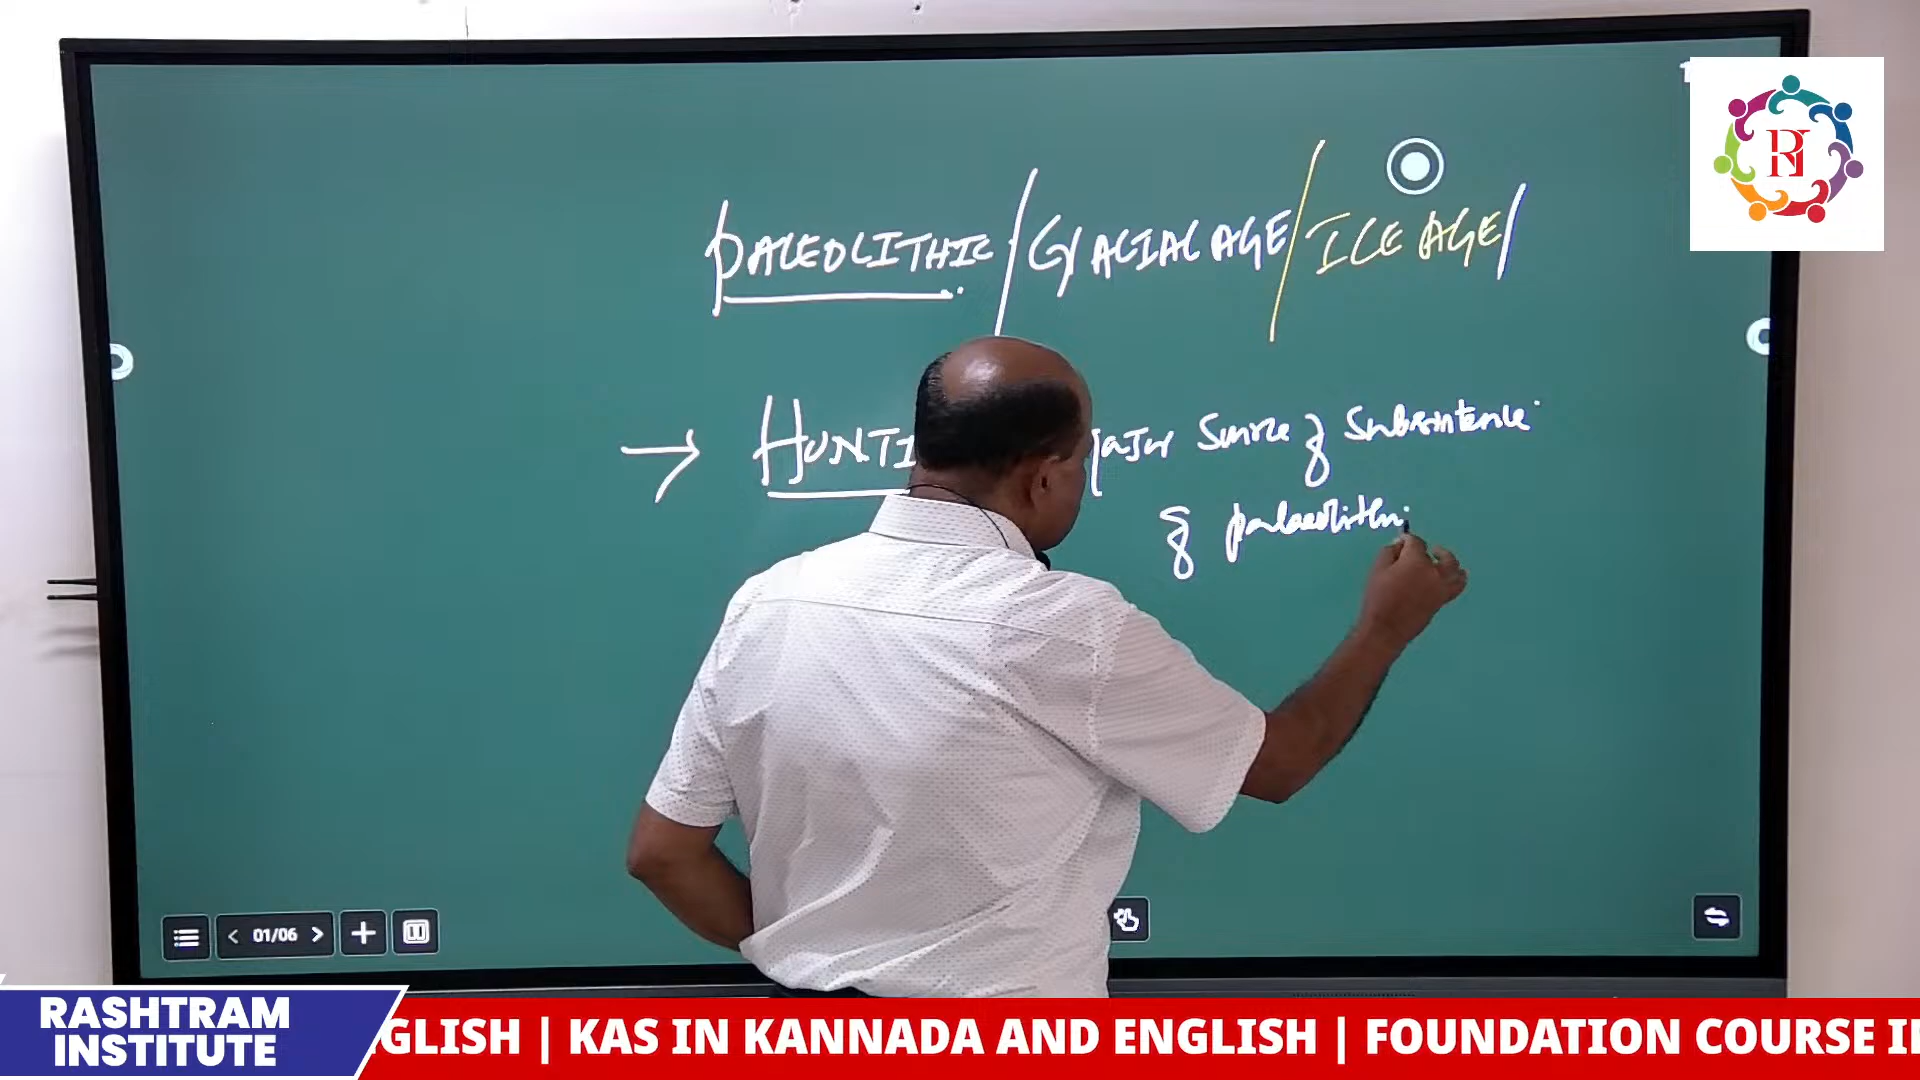 PALEOLITHIC / GLACIAL AGE / ICE AGE /
→ HUNTI ajor Source of Subsistence
of palaeolithi
01/06
RASHTRAM
INSTITUTE
GLISH | KAS IN KANNADA AND ENGLISH | FOUNDATION COURSE I